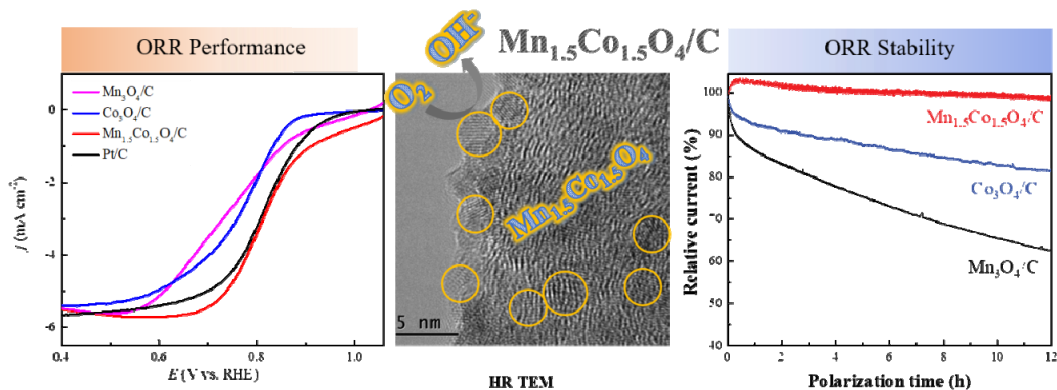 ORR Performance
Mn₃O₄/C
Co₃O₄/C
Mn₁.₅Co₁.₅O₄/C
Pt/C
0
-2
-4
-6
j (mA cm⁻²)
0.4
0.6
0.8
1.0
E (V vs. RHE)
OH⁻
O₂
Mn₁.₅Co₁.₅O₄/C
Mn₁.₅Co₁.₅O₄
5 nm
HR TEM
ORR Stability
100
90
80
70
60
50
40
Relative current (%)
Mn₁.₅Co₁.₅O₄/C
Co₃O₄/C
Mn₃O₄/C
0
2
4
6
8
10
12
Polarization time (h)